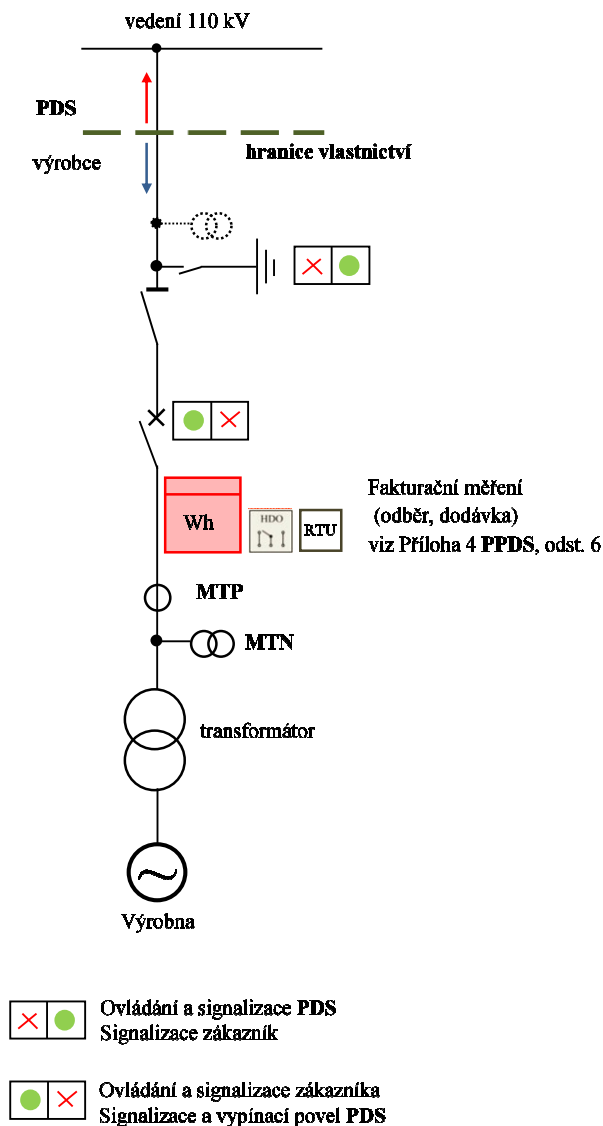 vedení 110 kV
PDS
hranice vlastnictví
výrobce
Fakturační měření
Wh
HDO
RTU
(odběr, dodávka)
viz Příloha 4 PPDS, odst. 6
MTP
MTN
transformátor
Výrobna
Ovládání a signalizace PDS
Signalizace zákazník
Ovládání a signalizace zákazníka
Signalizace a vypínací povel PDS